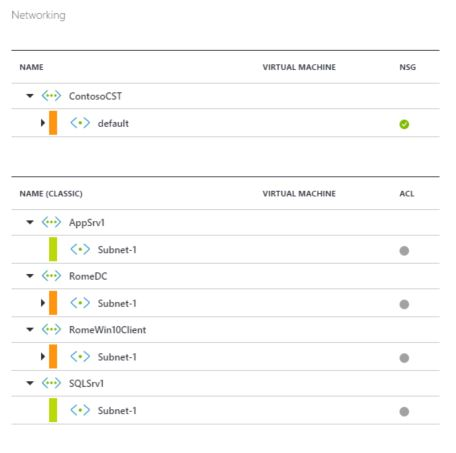 Networking
NAME VIRTUAL MACHINE NSG
ContosoCST
default
NAME (CLASSIC) VIRTUAL MACHINE ACL
AppSrv1
Subnet-1
RomeDC
Subnet-1
RomeWin10Client
Subnet-1
SQLSrv1
Subnet-1